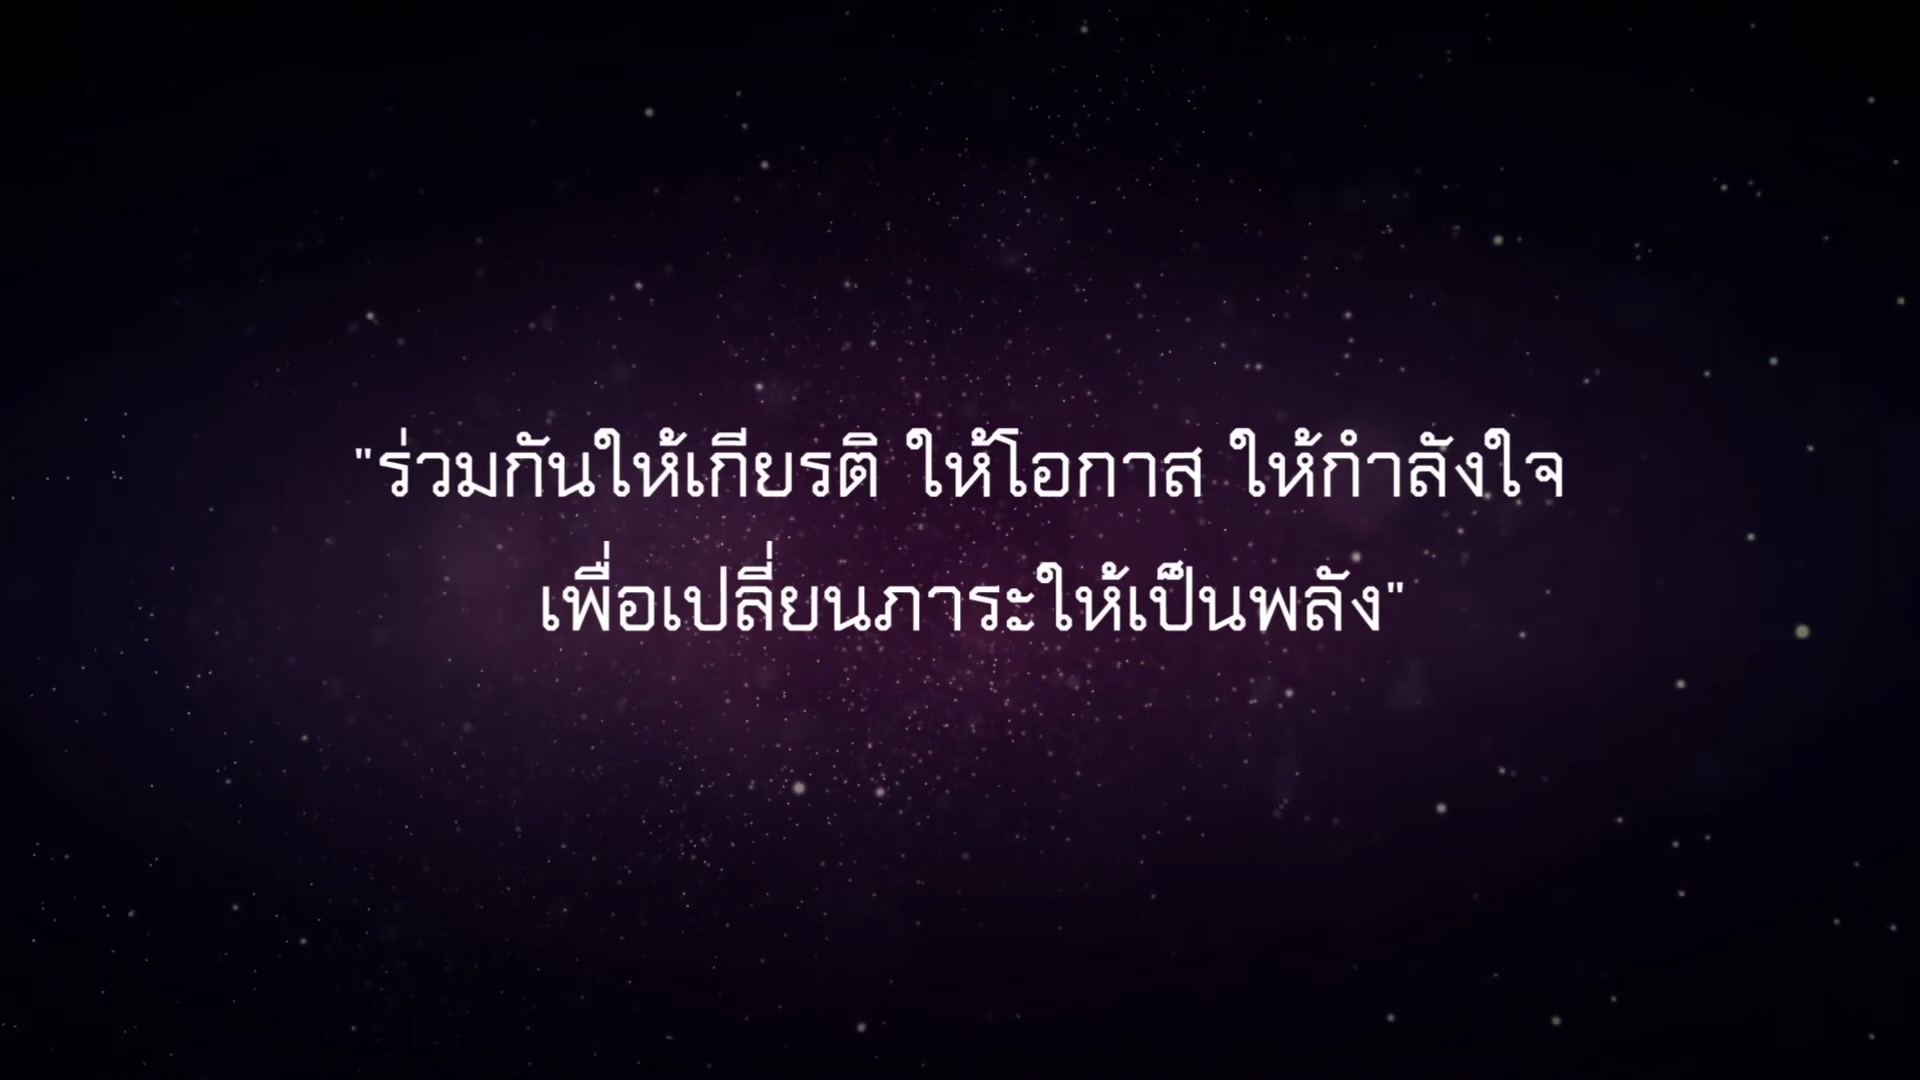 "ร่วมกันให้เกียรติ ให้โอกาส ให้กำลังใจ
เพื่อเปลี่ยนภาระให้เป็นพลัง"